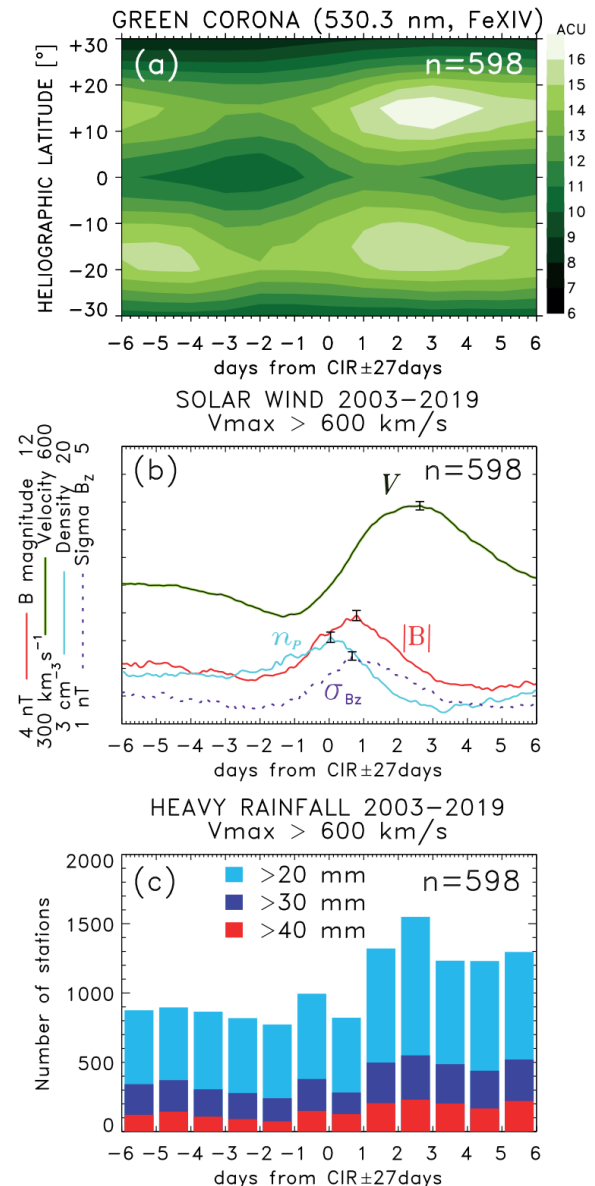 GREEN CORONA (530.3 nm, FeXIV)
ACU
(a) n=598
HELIOGRAPHIC LATITUDE [°]
+30
+20
+10
0
-10
-20
-30
16
15
14
13
12
11
10
9
8
7
6
-6 -5 -4 -3 -2 -1 0 1 2 3 4 5 6
days from CIR±27days
SOLAR WIND 2003-2019
Vmax > 600 km/s
(b) n=598
4 nT B magnitude 12
300 km s⁻¹ Velocity 600
3 cm⁻³ Density 20
1 nT Sigma Bz 5
V
nₚ
|B|
σBz
-6 -5 -4 -3 -2 -1 0 1 2 3 4 5 6
days from CIR±27days
HEAVY RAINFALL 2003-2019
Vmax > 600 km/s
(c) n=598
>20 mm
>30 mm
>40 mm
Number of stations
2000
1500
1000
500
0
-6 -5 -4 -3 -2 -1 0 1 2 3 4 5 6
days from CIR±27days